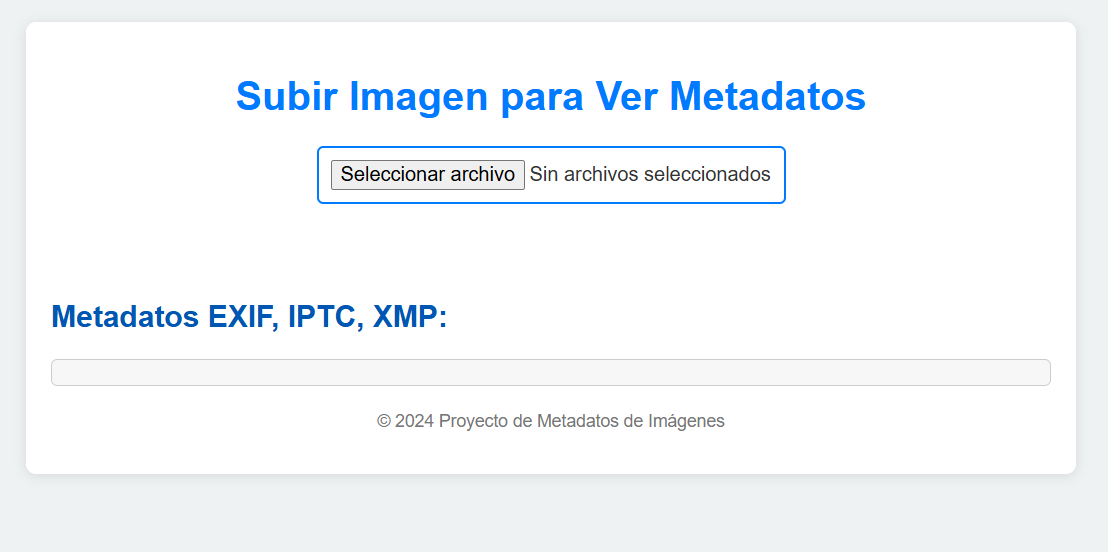 Subir Imagen para Ver Metadatos
Seleccionar archivo Sin archivos seleccionados
Metadatos EXIF, IPTC, XMP:
© 2024 Proyecto de Metadatos de Imágenes